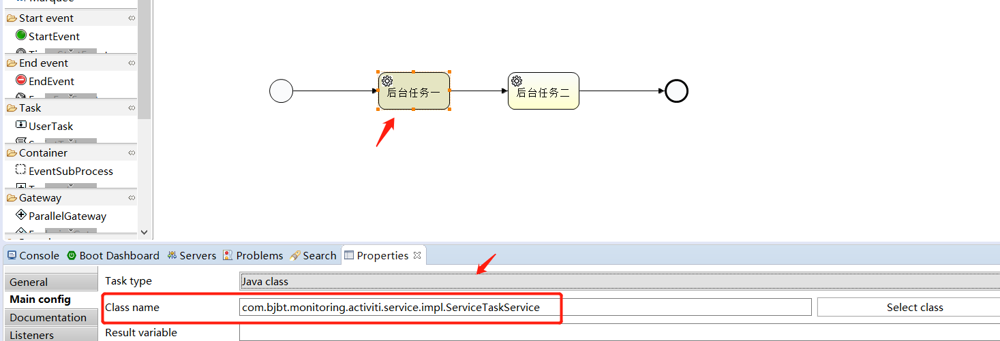 Start event
StartEvent
End event
EndEvent
Task
UserTask
Container
EventSubProcess
Gateway
ParallelGateway
后台任务一
后台任务二
Console
Boot Dashboard
Servers
Problems
Search
Properties
General
Main config
Documentation
Listeners
Task type
Java class
Class name
com.bjbt.monitoring.activiti.service.impl.ServiceTaskService
Select class
Result variable